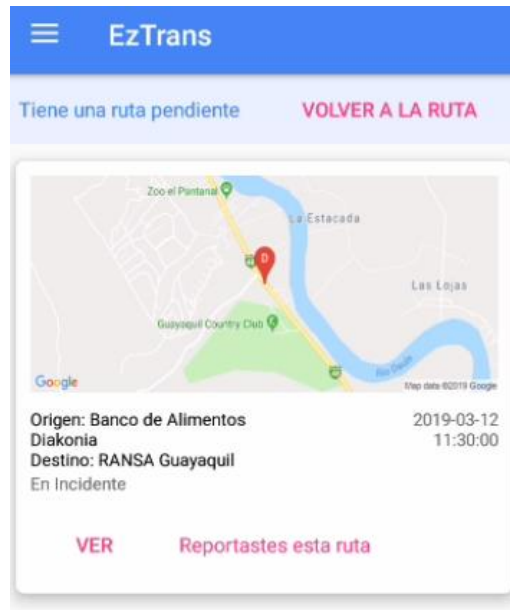 EzTrans
Tiene una ruta pendiente VOLVER A LA RUTA
Zoo el Pantanal
La Estacada
Las Lojas
Guayaquil Country Club
Río Daule
Google
Map data ©2019 Google
Origen: Banco de Alimentos
Diakonia
Destino: RANSA Guayaquil
En Incidente
2019-03-12
11:30:00
VER Reportastes esta ruta